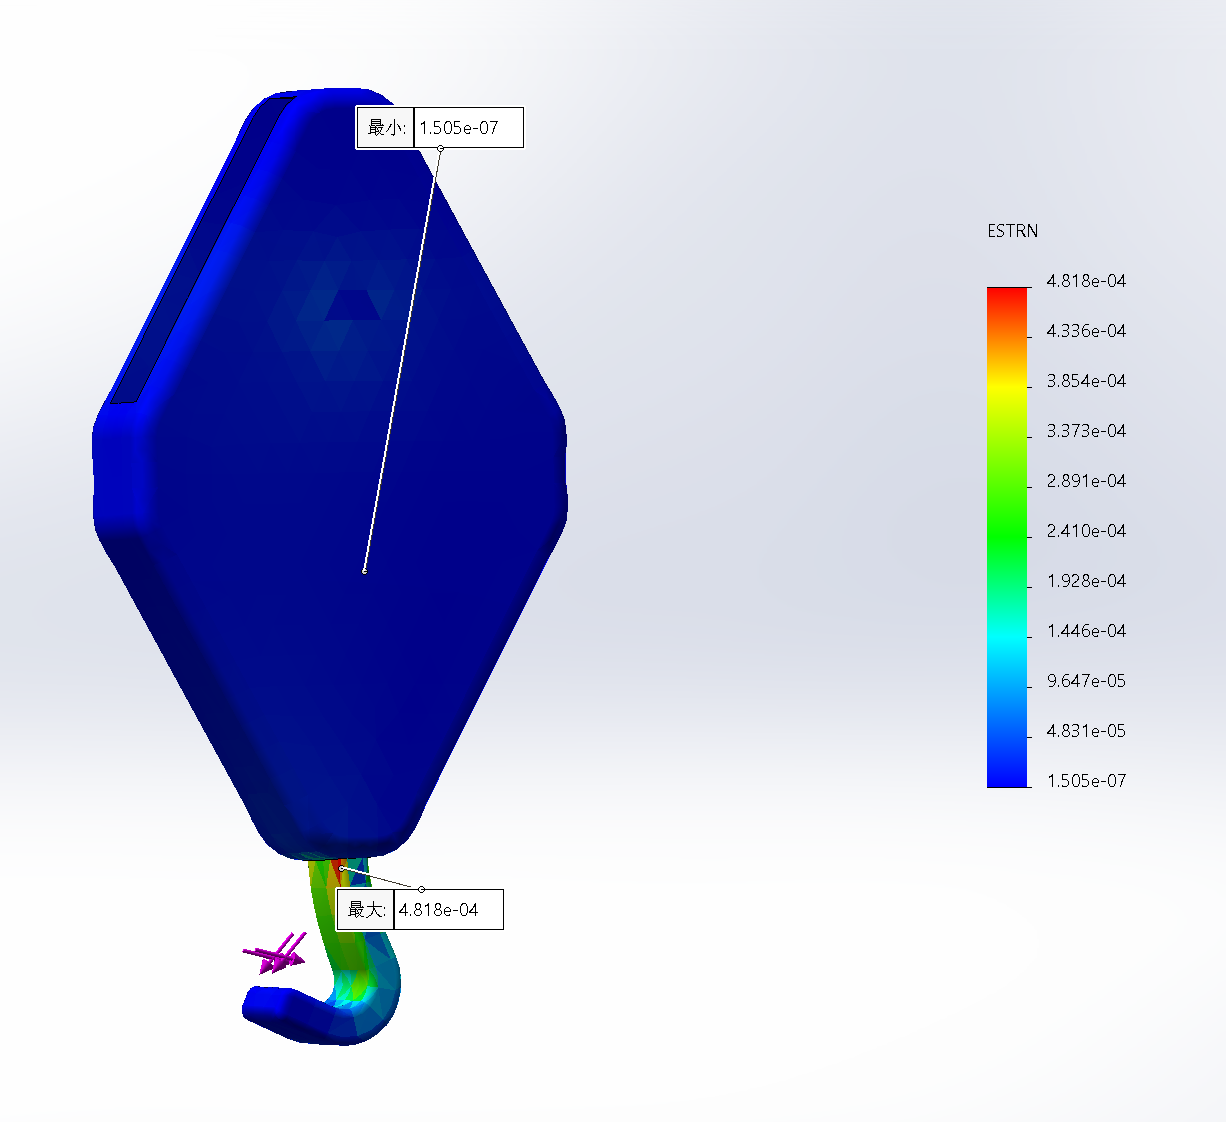 最小: 1.505e-07
ESTRN
4.818e-04
4.336e-04
3.854e-04
3.373e-04
2.891e-04
2.410e-04
1.928e-04
1.446e-04
9.647e-05
4.831e-05
1.505e-07
最大: 4.818e-04